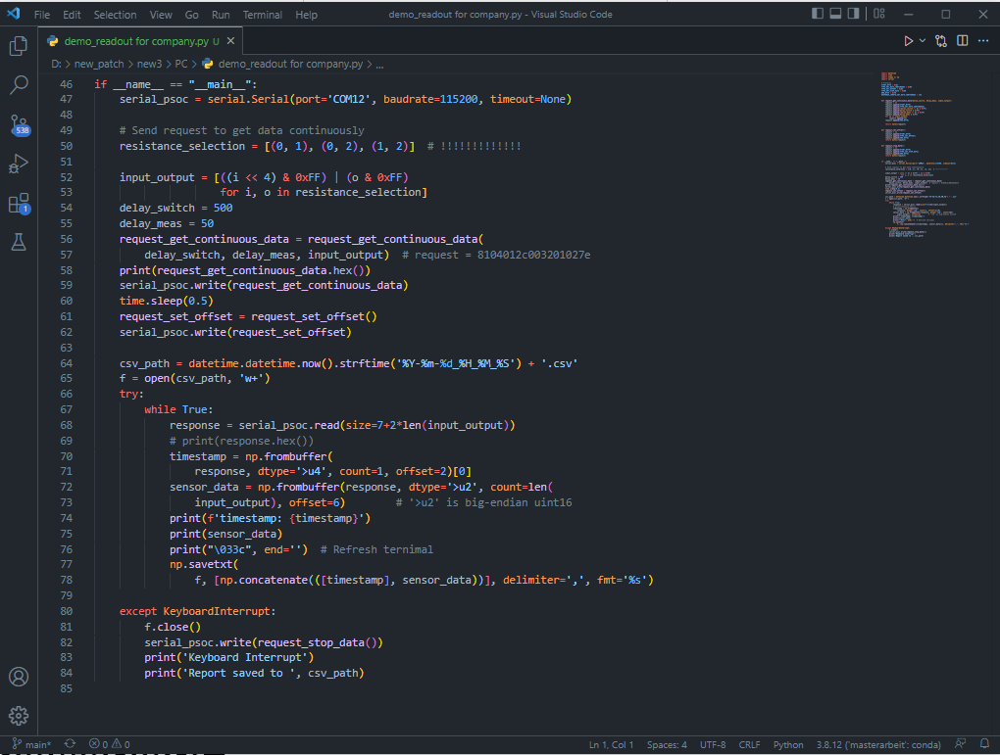 File Edit Selection View Go Run Terminal Help demo_readout for company.py - Visual Studio Code
demo_readout for company.py U
D: > new_patch > new3 > PC > demo_readout for company.py > ...
46 if __name__ == "__main__":
47     serial_psoc = serial.Serial(port='COM12', baudrate=115200, timeout=None)
48
49     # Send request to get data continuously
50     resistance_selection = [(0, 1), (0, 2), (1, 2)]  # !!!!!!!!!!!!!
51
52     input_output = [((i << 4) & 0xFF) | (o & 0xFF)
53                     for i, o in resistance_selection]
54     delay_switch = 500
55     delay_meas = 50
56     request_get_continuous_data = request_get_continuous_data(
57         delay_switch, delay_meas, input_output)  # request = 8104012c003201027e
58     print(request_get_continuous_data.hex())
59     serial_psoc.write(request_get_continuous_data)
60     time.sleep(0.5)
61     request_set_offset = request_set_offset()
62     serial_psoc.write(request_set_offset)
63
64     csv_path = datetime.datetime.now().strftime('%Y-%m-%d_%H_%M_%S') + '.csv'
65     f = open(csv_path, 'w+')
66     try:
67         while True:
68             response = serial_psoc.read(size=7+2*len(input_output))
69             # print(response.hex())
70             timestamp = np.frombuffer(
71                 response, dtype='>u4', count=1, offset=2)[0]
72             sensor_data = np.frombuffer(response, dtype='>u2', count=len(
73                 input_output), offset=6)        # '>u2' is big-endian uint16
74             print(f'timestamp: {timestamp}')
75             print(sensor_data)
76             print("\033c", end='')  # Refresh ternimal
77             np.savetxt(
78                 f, [np.concatenate(([timestamp], sensor_data))], delimiter=',', fmt='%s')
79
80     except KeyboardInterrupt:
81         f.close()
82         serial_psoc.write(request_stop_data())
83         print('Keyboard Interrupt')
84         print('Report saved to ', csv_path)
85
538
1
main* 0 0 Ln 1, Col 1 Spaces: 4 UTF-8 CRLF Python 3.8.12 ('masterarbeit': conda)